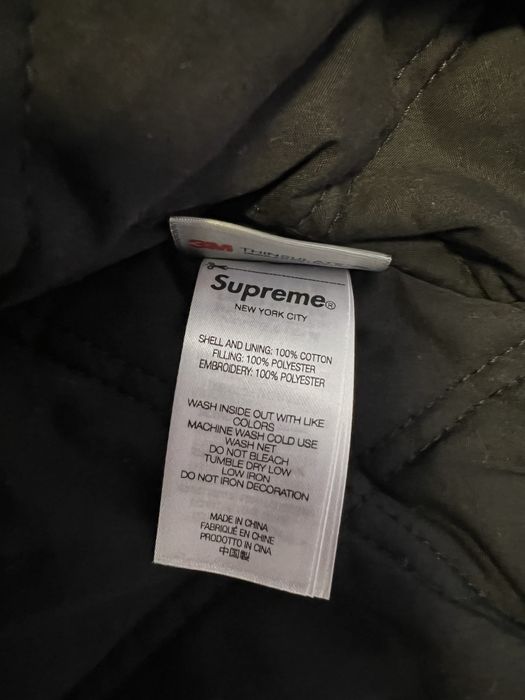 3M THINSULATE
Supreme®
NEW YORK CITY
SHELL AND LINING: 100% COTTON
FILLING: 100% POLYESTER
EMBROIDERY: 100% POLYESTER
WASH INSIDE OUT WITH LIKE
COLORS
MACHINE WASH COLD USE
WASH NET
DO NOT BLEACH
TUMBLE DRY LOW
LOW IRON
DO NOT IRON DECORATION
MADE IN CHINA
FABRIQUÉ EN CHINE
PRODOTTO IN CINA
中国製